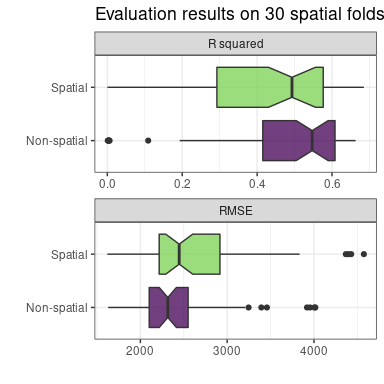 Evaluation results on 30 spatial folds
R squared
Spatial
Non-spatial
0.0 0.2 0.4 0.6
RMSE
Spatial
Non-spatial
2000 3000 4000